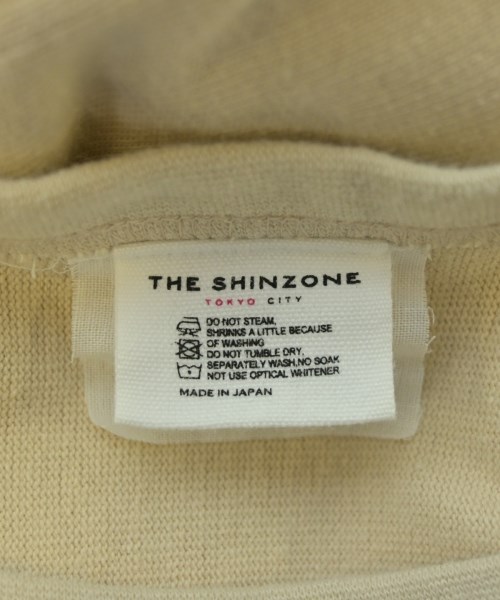 THE SHINZONE
TOKYO CITY
DO NOT STEAM.
SHRINKS A LITTLE BECAUSE
OF WASHING
DO NOT TUMBLE DRY.
SEPARATELY WASH.NO SOAK
NOT USE OPTICAL WHITENER
MADE IN JAPAN